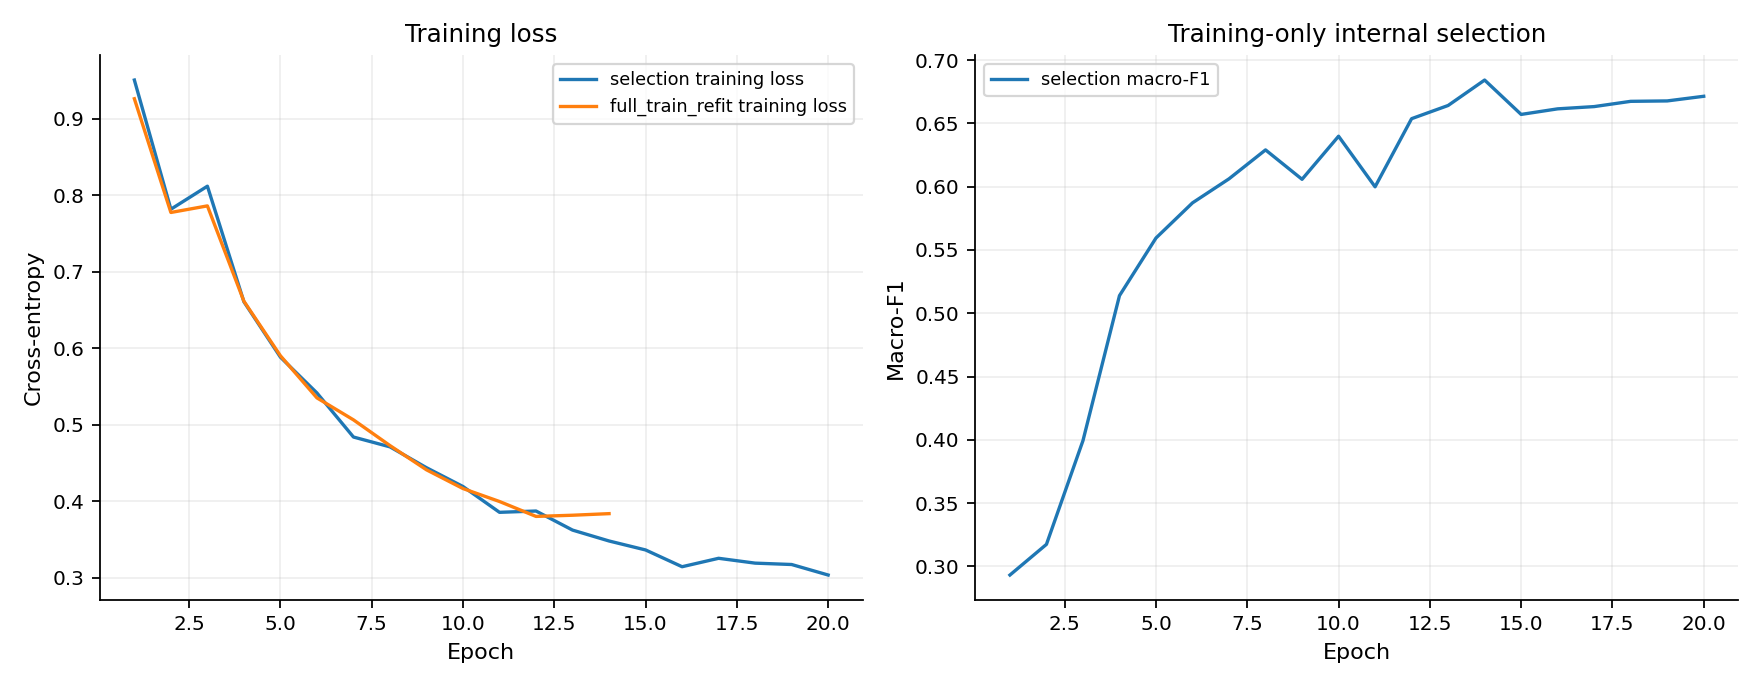 Training loss
selection training loss
full_train_refit training loss
Cross-entropy
0.9
0.8
0.7
0.6
0.5
0.4
0.3
2.5 5.0 7.5 10.0 12.5 15.0 17.5 20.0
Epoch
Training-only internal selection
selection macro-F1
Macro-F1
0.70
0.65
0.60
0.55
0.50
0.45
0.40
0.35
0.30
2.5 5.0 7.5 10.0 12.5 15.0 17.5 20.0
Epoch